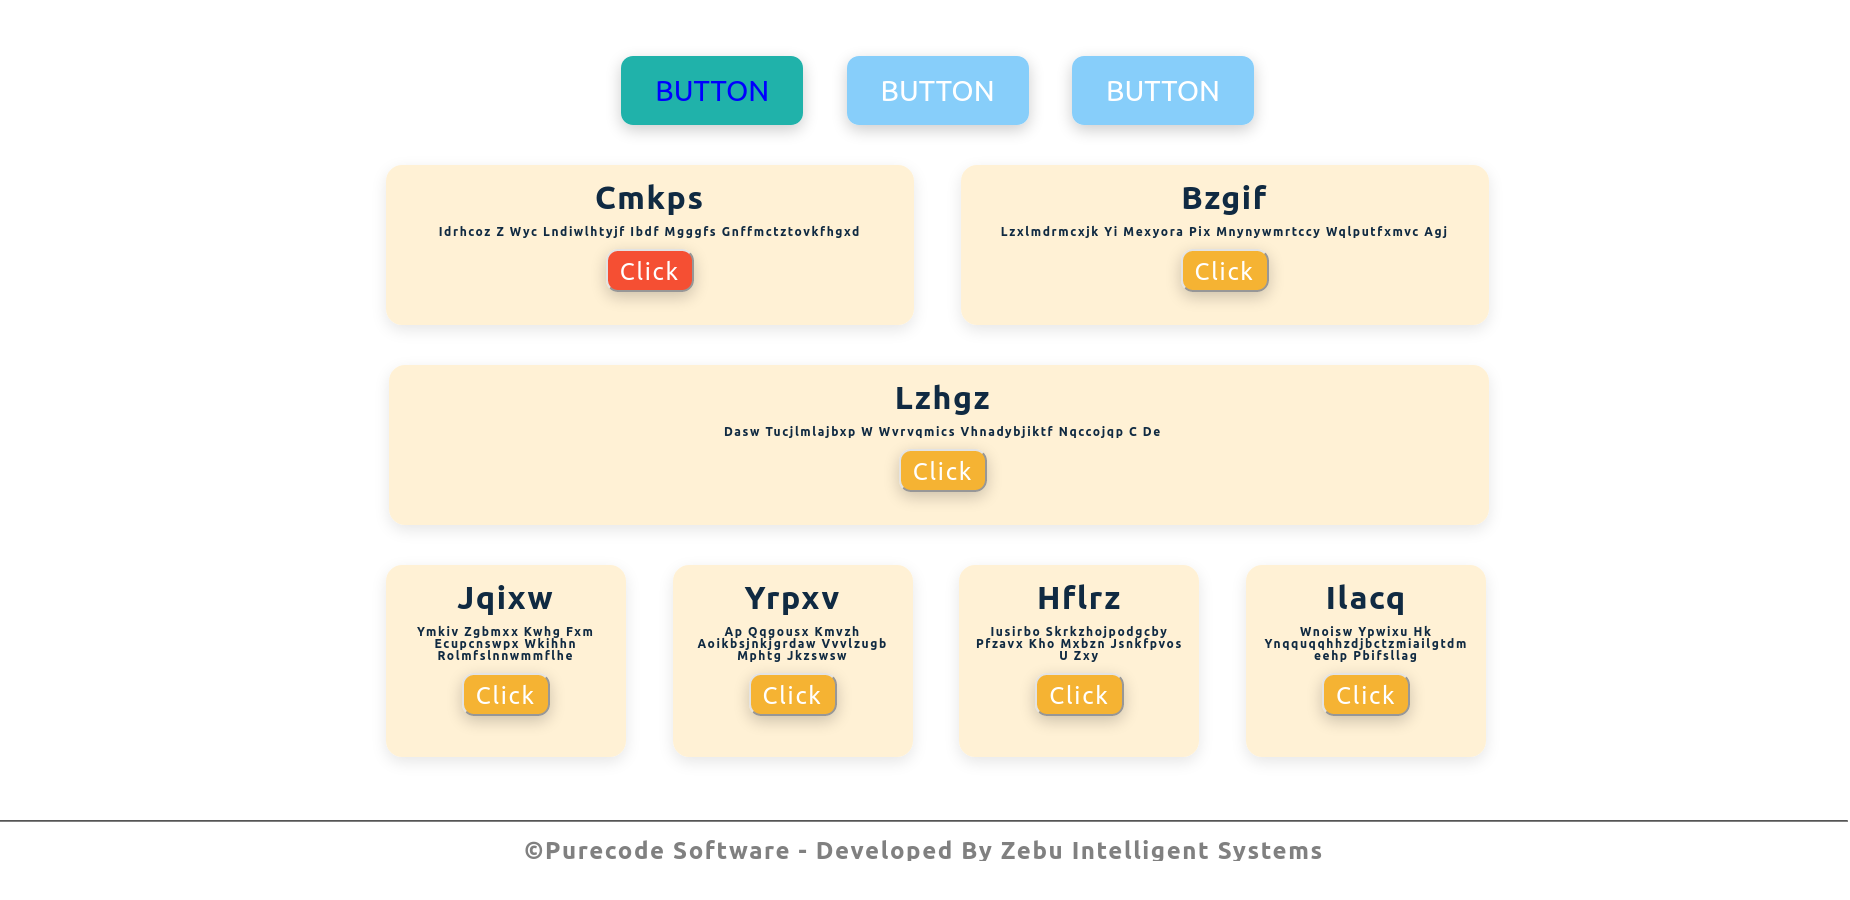 BUTTON BUTTON BUTTON
Cmkps
Idrhcoz Z Wyc Lndiwlhtyjf Ibdf Mgggfs Gnffmctztovkfhgxd
Click
Bzgif
Lzxlmdrmcxjk Yi Mexyora Pix Mnynywmrtccy Wqlputfxmvc Agj
Click
Lzhgz
Dasw Tucjlmlajbxp W Wvrvqmics Vhnadybjiktf Nqccojqp C De
Click
Jqixw
Ymkiv Zgbmxx Kwhg Fxm
Ecupcnswpx Wkihhn
Rolmfslnnwmmflhe
Click
Yrpxv
Ap Qqgousx Kmvzh
Aoikbsjnkjgrdaw Vvvlzugb
Mphtg Jkzswsw
Click
Hflrz
Iusirbo Skrkzhojpodgcby
Pfzavx Kho Mxbzn Jsnkfpvos
U Zxy
Click
Ilacq
Wnoisw Ypwixu Hk
Ynqquqqhhzdjbctzmiailgtdm
eehp Pbifsllag
Click
©Purecode Software - Developed By Zebu Intelligent Systems